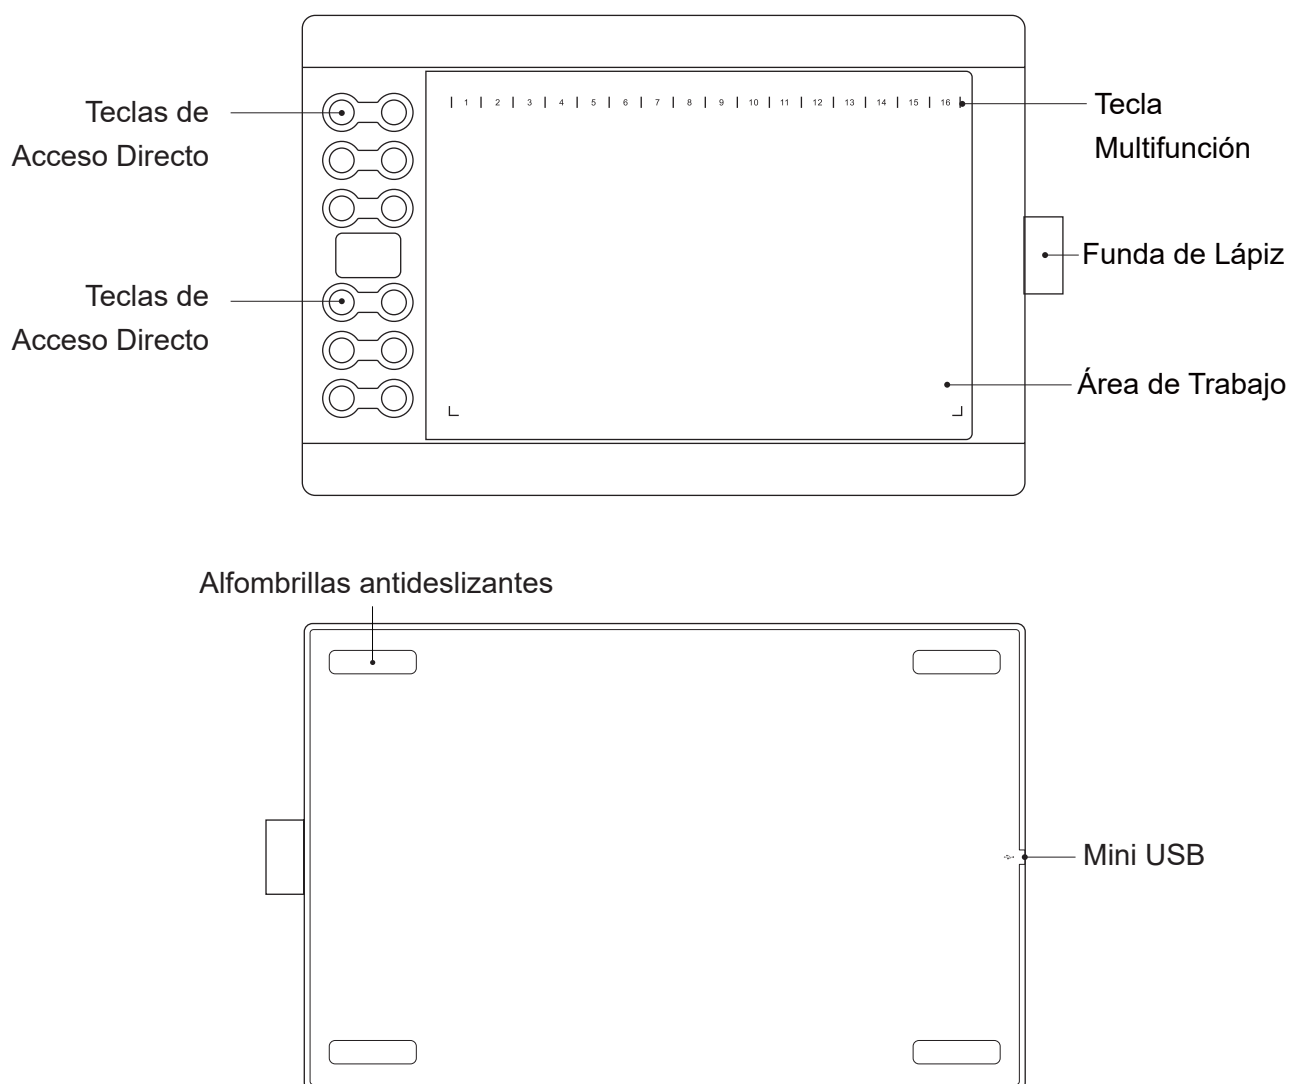 Teclas de
Acceso Directo
1 2 3 4 5 6 7 8 9 10 11 12 13 14 15 16
Tecla
Multifunción
Funda de Lápiz
Teclas de
Acceso Directo
Área de Trabajo
Alfombrillas antideslizantes
Mini USB